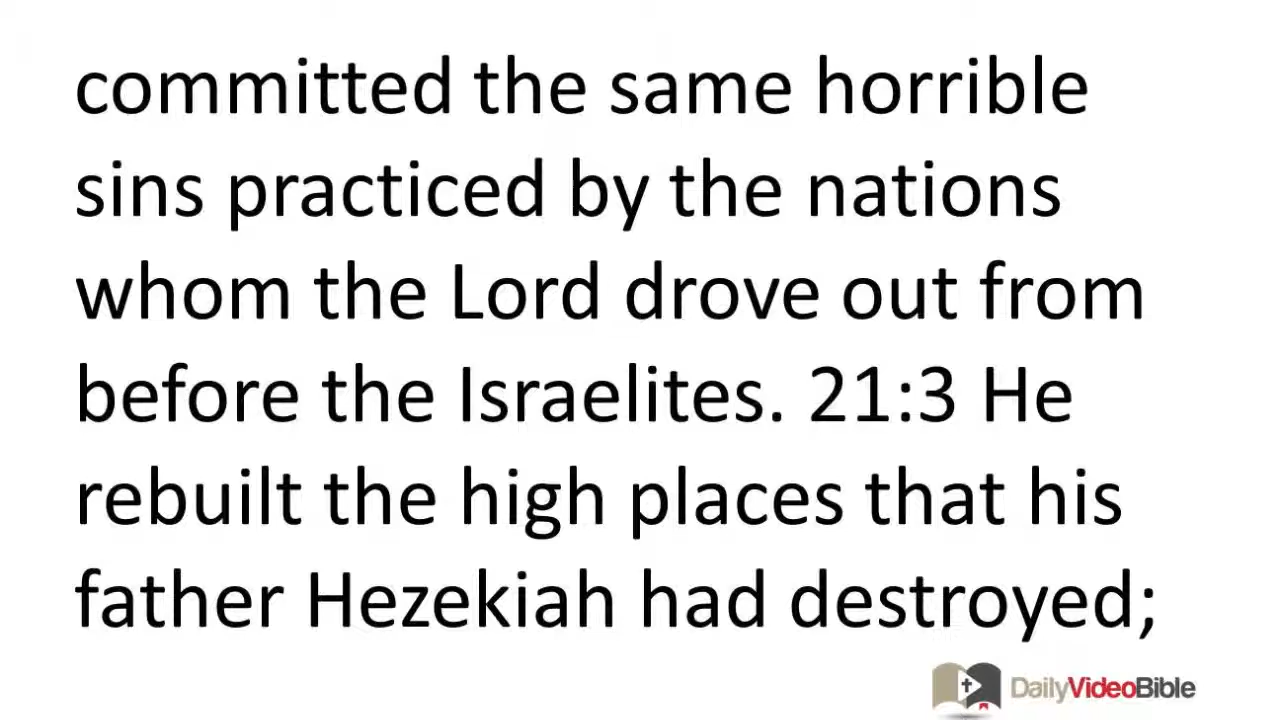 committed the same horrible
sins practiced by the nations
whom the Lord drove out from
before the Israelites. 21:3 He
rebuilt the high places that his
father Hezekiah had destroyed;
DailyVideoBible